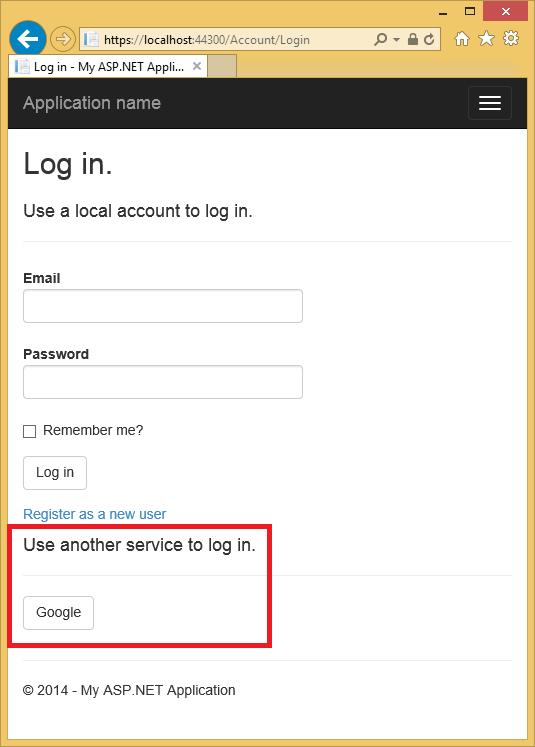 https://localhost:44300/Account/Login
Log in - My ASP.NET Applic...
Application name
Log in.
Use a local account to log in.
Email
Password
Remember me?
Log in
Register as a new user
Use another service to log in.
Google
© 2014 - My ASP.NET Application